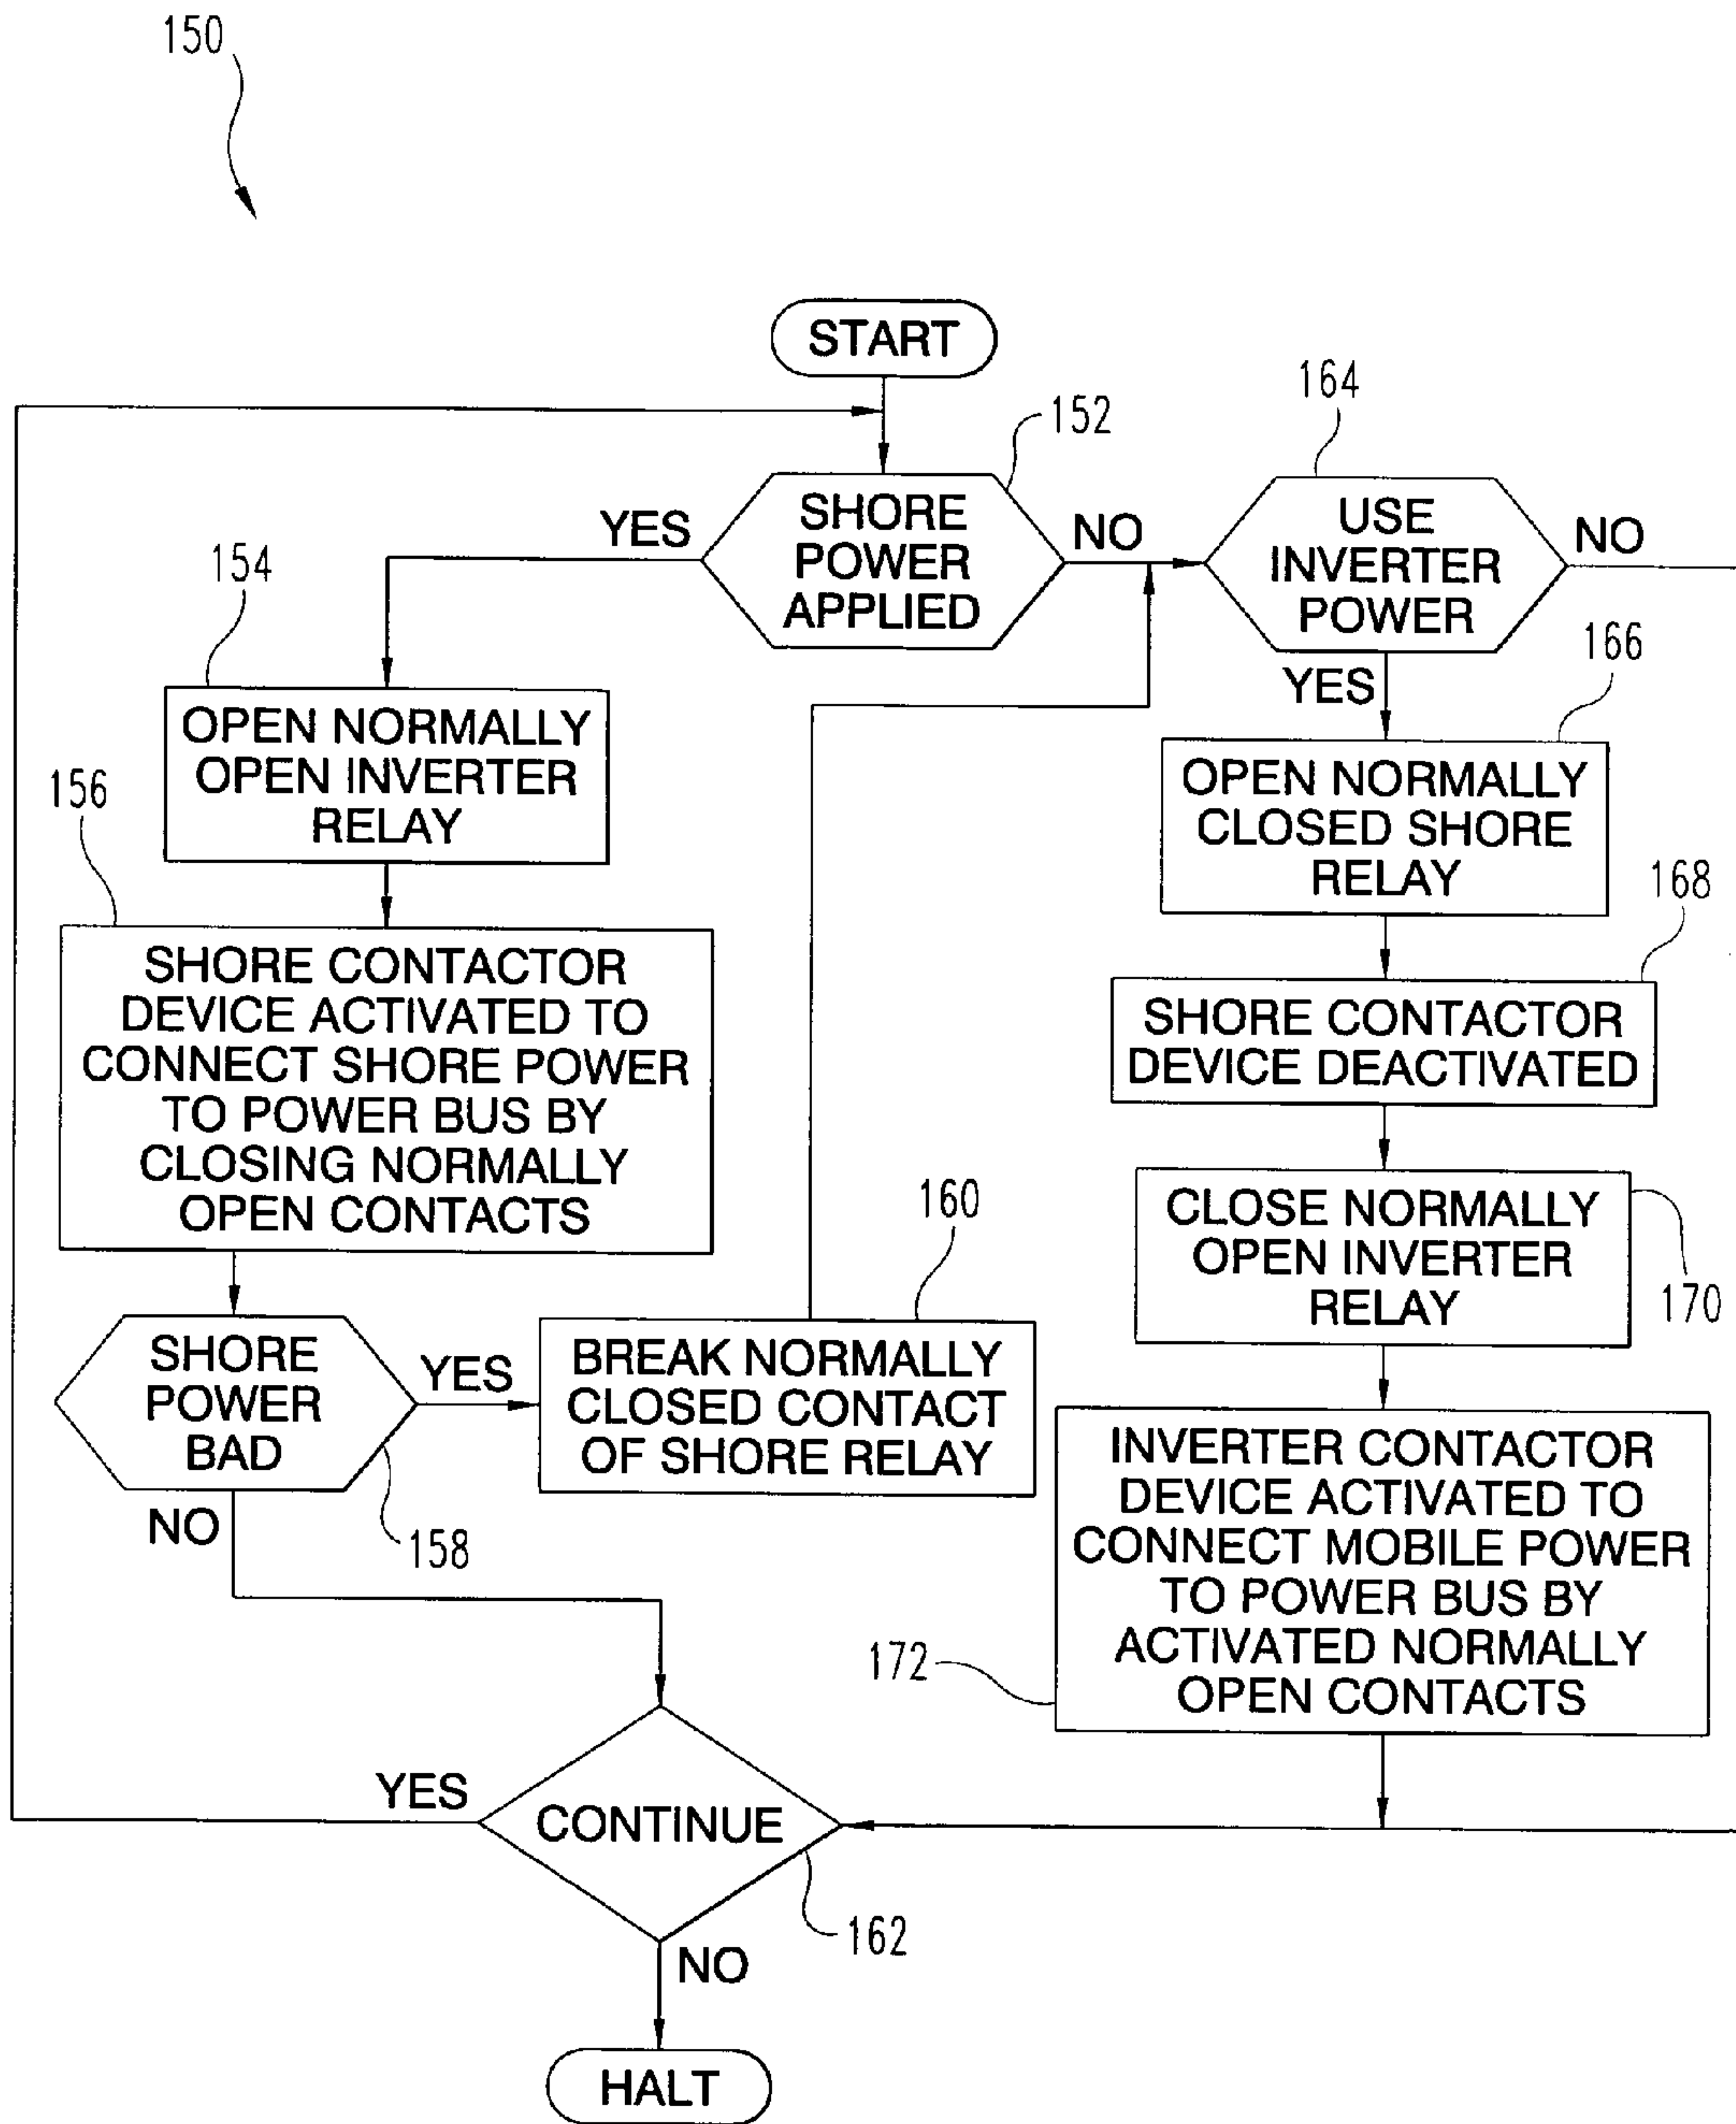 150
START
152
SHORE
POWER
APPLIED
YES
NO
164
USE
INVERTER
POWER
NO
YES
154
OPEN NORMALLY
OPEN INVERTER
RELAY
156
SHORE CONTACTOR
DEVICE ACTIVATED TO
CONNECT SHORE POWER
TO POWER BUS BY
CLOSING NORMALLY
OPEN CONTACTS
SHORE
POWER
BAD
YES
NO
158
160
BREAK NORMALLY
CLOSED CONTACT
OF SHORE RELAY
166
OPEN NORMALLY
CLOSED SHORE
RELAY
168
SHORE CONTACTOR
DEVICE DEACTIVATED
CLOSE NORMALLY
OPEN INVERTER
RELAY
170
INVERTER CONTACTOR
DEVICE ACTIVATED TO
CONNECT MOBILE POWER
TO POWER BUS BY
ACTIVATED NORMALLY
OPEN CONTACTS
172
YES
CONTINUE
162
NO
HALT